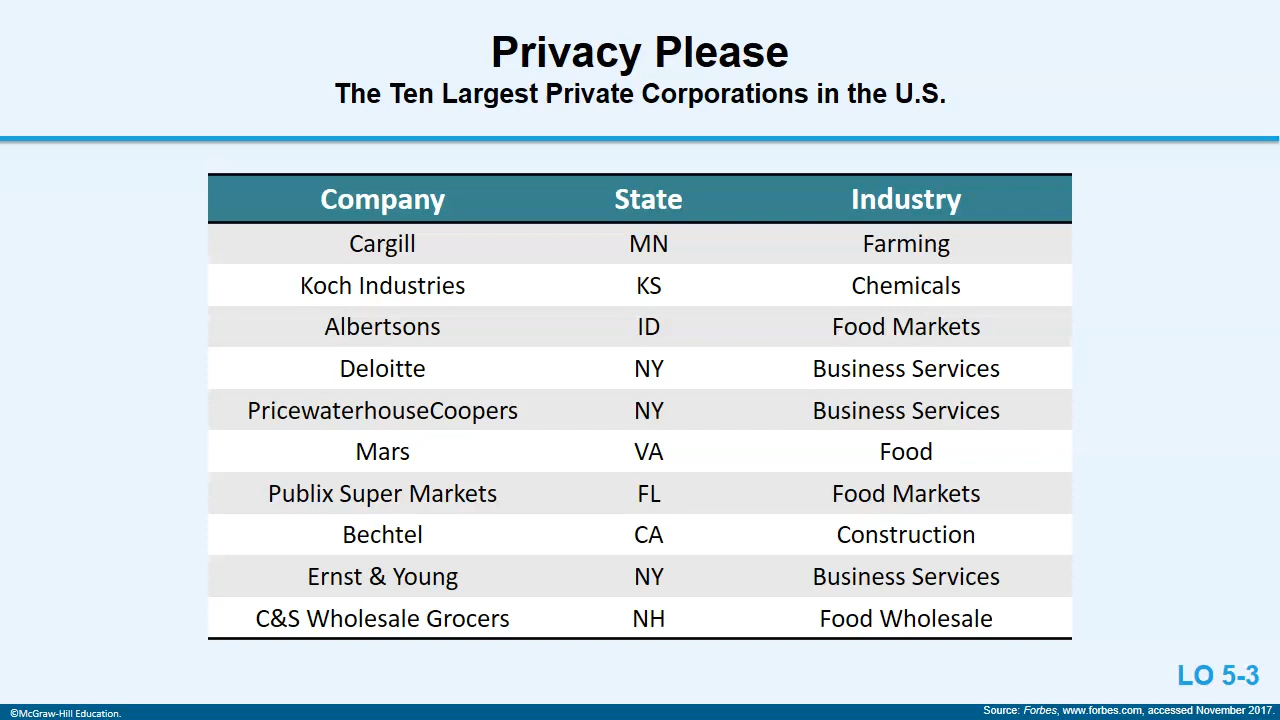 Privacy Please
The Ten Largest Private Corporations in the U.S.
Company State Industry
Cargill MN Farming
Koch Industries KS Chemicals
Albertsons ID Food Markets
Deloitte NY Business Services
PricewaterhouseCoopers NY Business Services
Mars VA Food
Publix Super Markets FL Food Markets
Bechtel CA Construction
Ernst & Young NY Business Services
C&S Wholesale Grocers NH Food Wholesale
LO 5-3
©McGraw-Hill Education.
Source: Forbes, www.forbes.com, accessed November 2017.